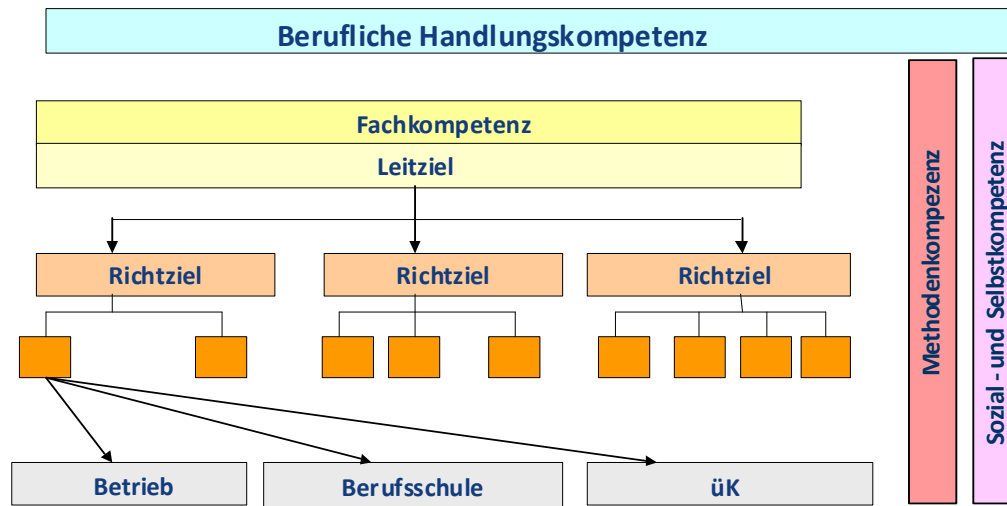 Berufliche Handlungskompetenz
Fachkompetenz
Leitziel
Richtziel
Richtziel
Richtziel
Betrieb
Berufsschule
üK
Methodenkompezenz
Sozial - und Selbstkompetenz